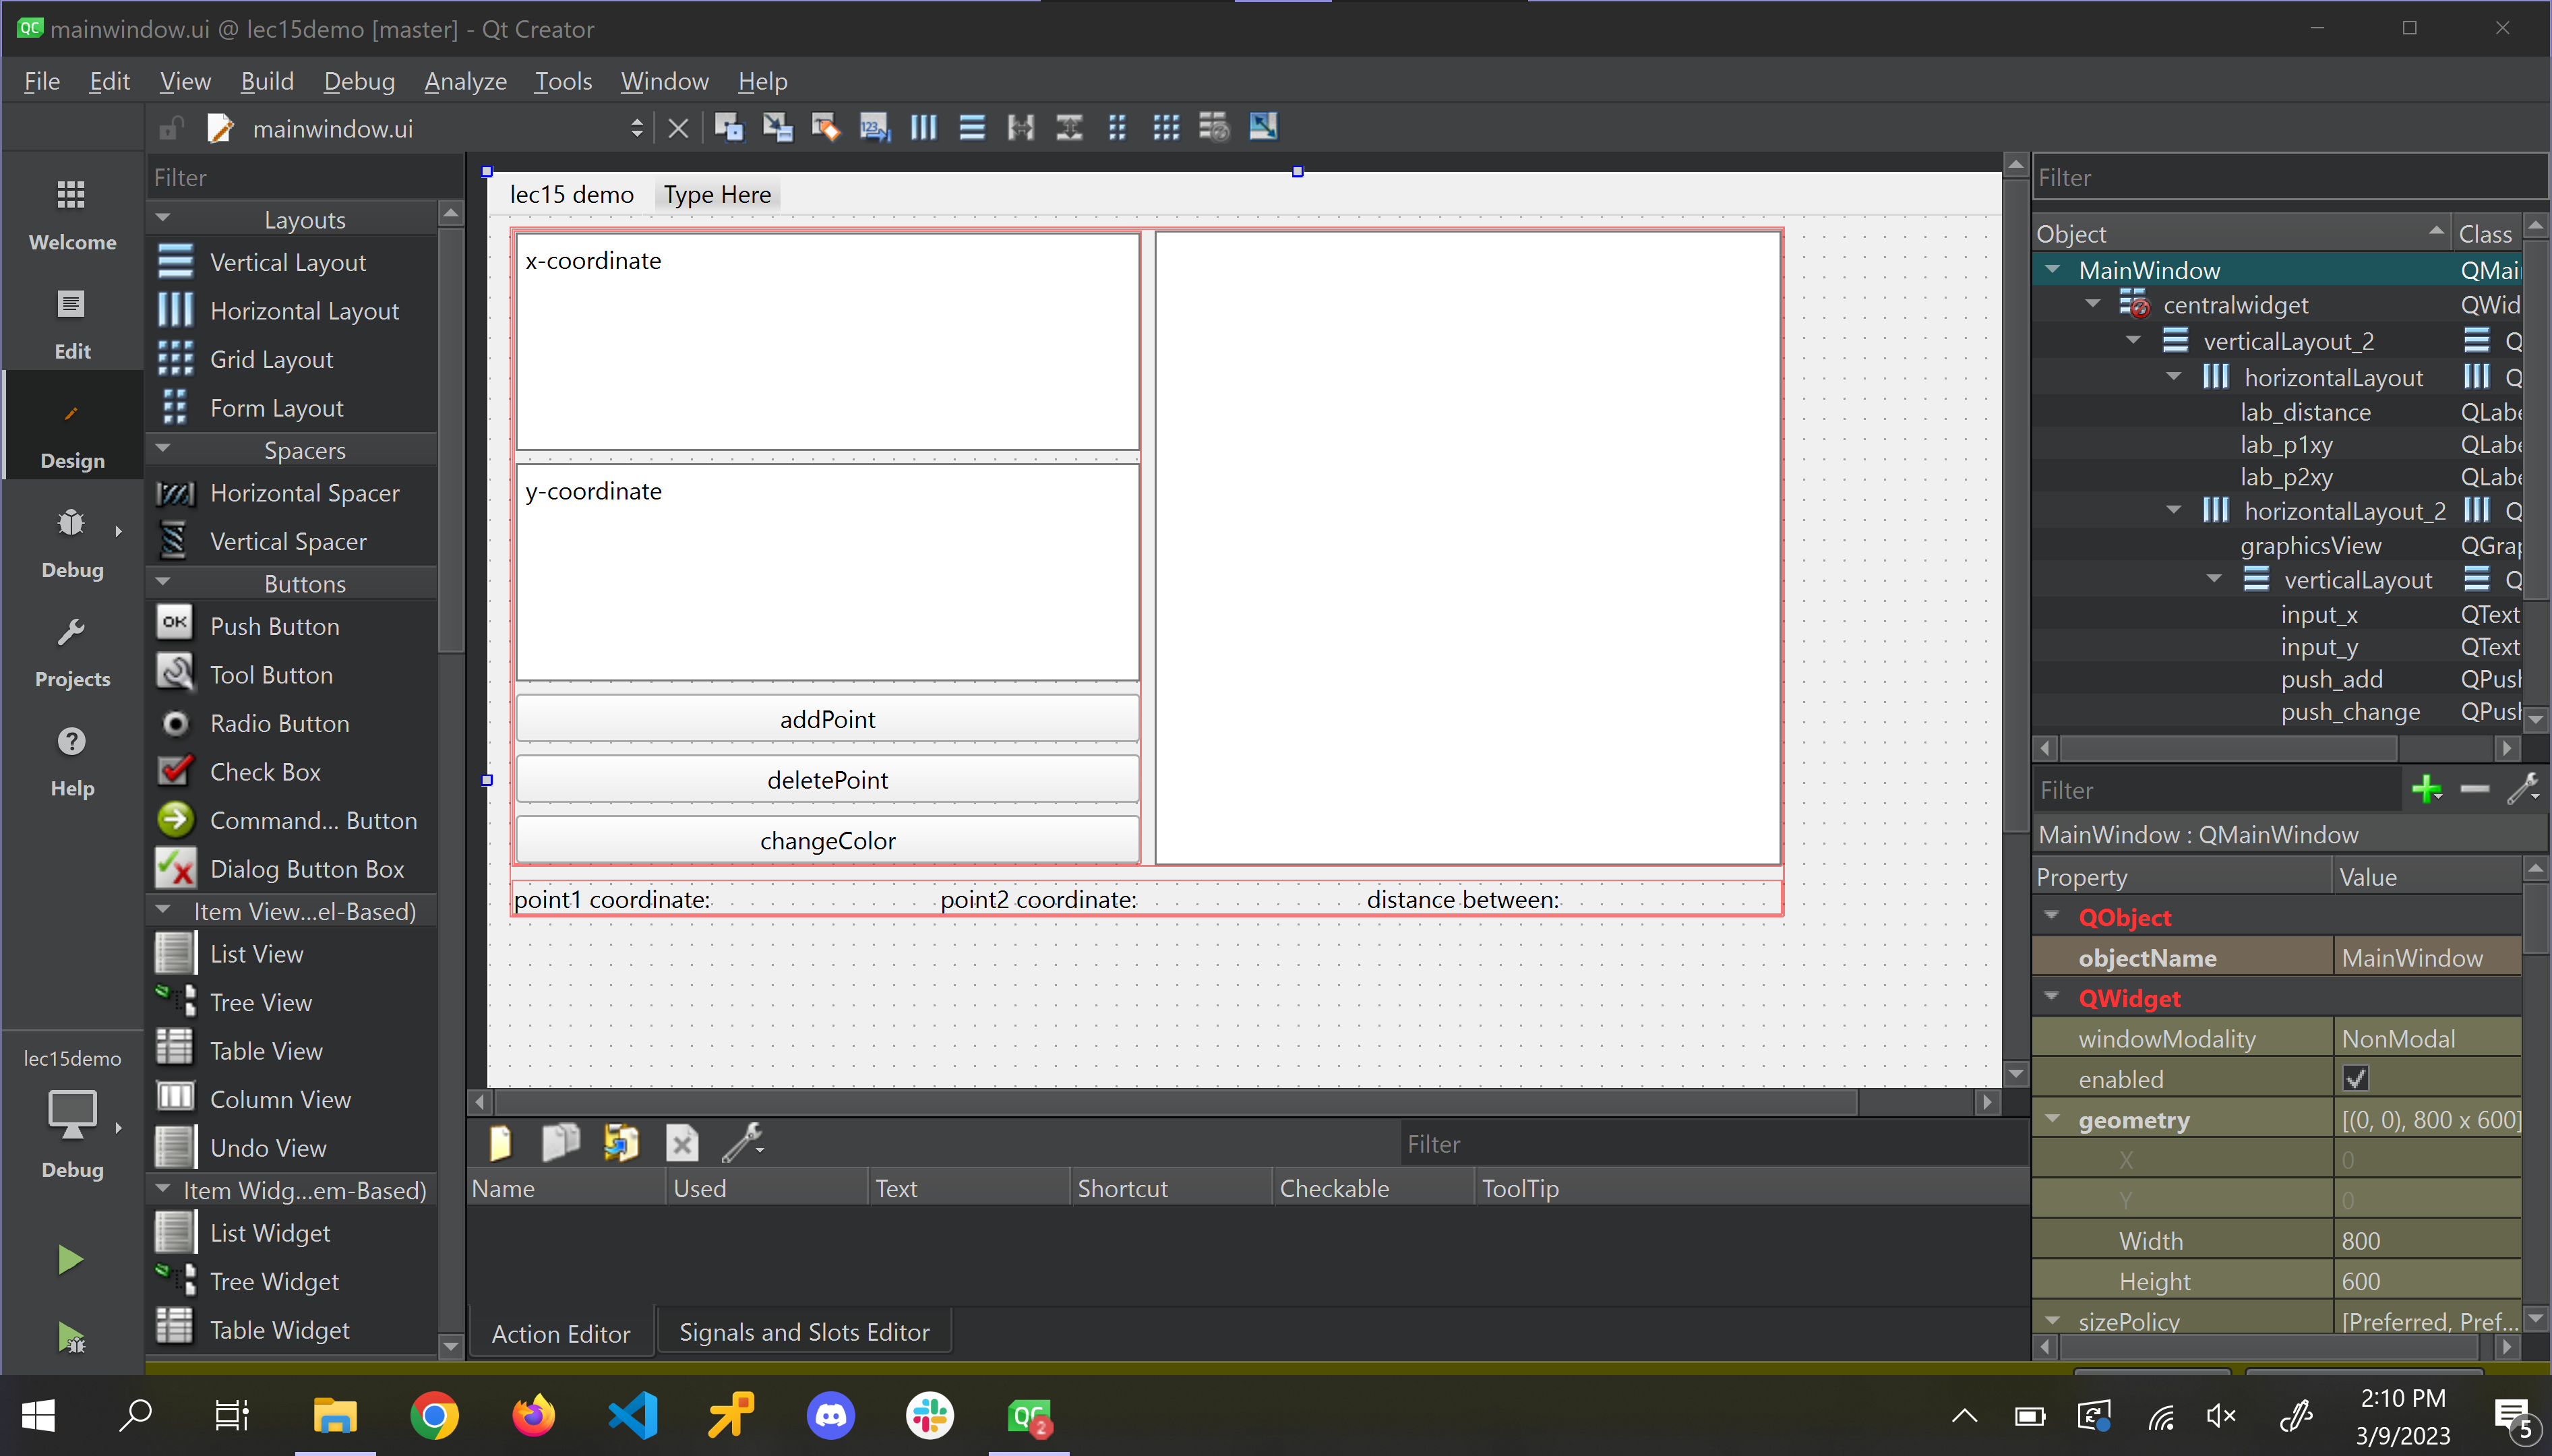 mainwindow.ui @ lec15demo [master] - Qt Creator
File Edit View Build Debug Analyze Tools Window Help
mainwindow.ui
Welcome
Edit
Design
Debug
Projects
Help
lec15demo
Debug
Filter
Layouts
Vertical Layout
Horizontal Layout
Grid Layout
Form Layout
Spacers
Horizontal Spacer
Vertical Spacer
Buttons
OK Push Button
Tool Button
Radio Button
Check Box
Command... Button
Dialog Button Box
Item View...el-Based)
List View
Tree View
Table View
Column View
Undo View
Item Widg...em-Based)
List Widget
Tree Widget
Table Widget
lec15 demo Type Here
x-coordinate
y-coordinate
addPoint
deletePoint
changeColor
point1 coordinate: point2 coordinate: distance between:
Filter
Name Used Text Shortcut Checkable ToolTip
Action Editor Signals and Slots Editor
Filter
Object Class
MainWindow QMai
centralwidget QWid
verticalLayout_2 Q
horizontalLayout Q
lab_distance QLabe
lab_p1xy QLabe
lab_p2xy QLabe
horizontalLayout_2 Q
graphicsView QGrap
verticalLayout Q
input_x QText
input_y QText
push_add QPush
push_change QPush
Filter
MainWindow : QMainWindow
Property Value
QObject
objectName MainWindow
QWidget
windowModality NonModal
enabled
geometry [(0, 0), 800 x 600]
X 0
Y 0
Width 800
Height 600
sizePolicy [Preferred, Pref...
QC 2
2:10 PM
3/9/2023
5